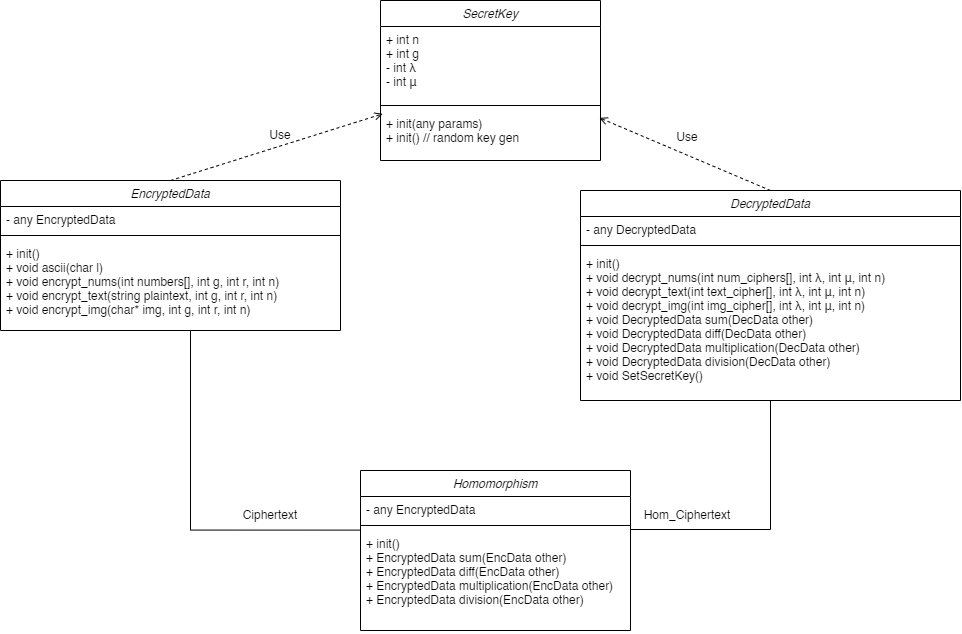 SecretKey
+ int n
+ int g
- int λ
- int μ
+ init(any params)
+ init() // random key gen
Use
Use
EncryptedData
- any EncryptedData
+ init()
+ void ascii(char l)
+ void encrypt_nums(int numbers[], int g, int r, int n)
+ void encrypt_text(string plaintext, int g, int r, int n)
+ void encrypt_img(char* img, int g, int r, int n)
DecryptedData
- any DecryptedData
+ init()
+ void decrypt_nums(int num_ciphers[], int λ, int μ, int n)
+ void decrypt_text(int text_cipher[], int λ, int μ, int n)
+ void decrypt_img(int img_cipher[], int λ, int μ, int n)
+ void DecryptedData sum(DecData other)
+ void DecryptedData diff(DecData other)
+ void DecryptedData multiplication(DecData other)
+ void DecryptedData division(DecData other)
+ void SetSecretKey()
Ciphertext
Hom_Ciphertext
Homomorphism
- any EncryptedData
+ init()
+ EncryptedData sum(EncData other)
+ EncryptedData diff(EncData other)
+ EncryptedData multiplication(EncData other)
+ EncryptedData division(EncData other)